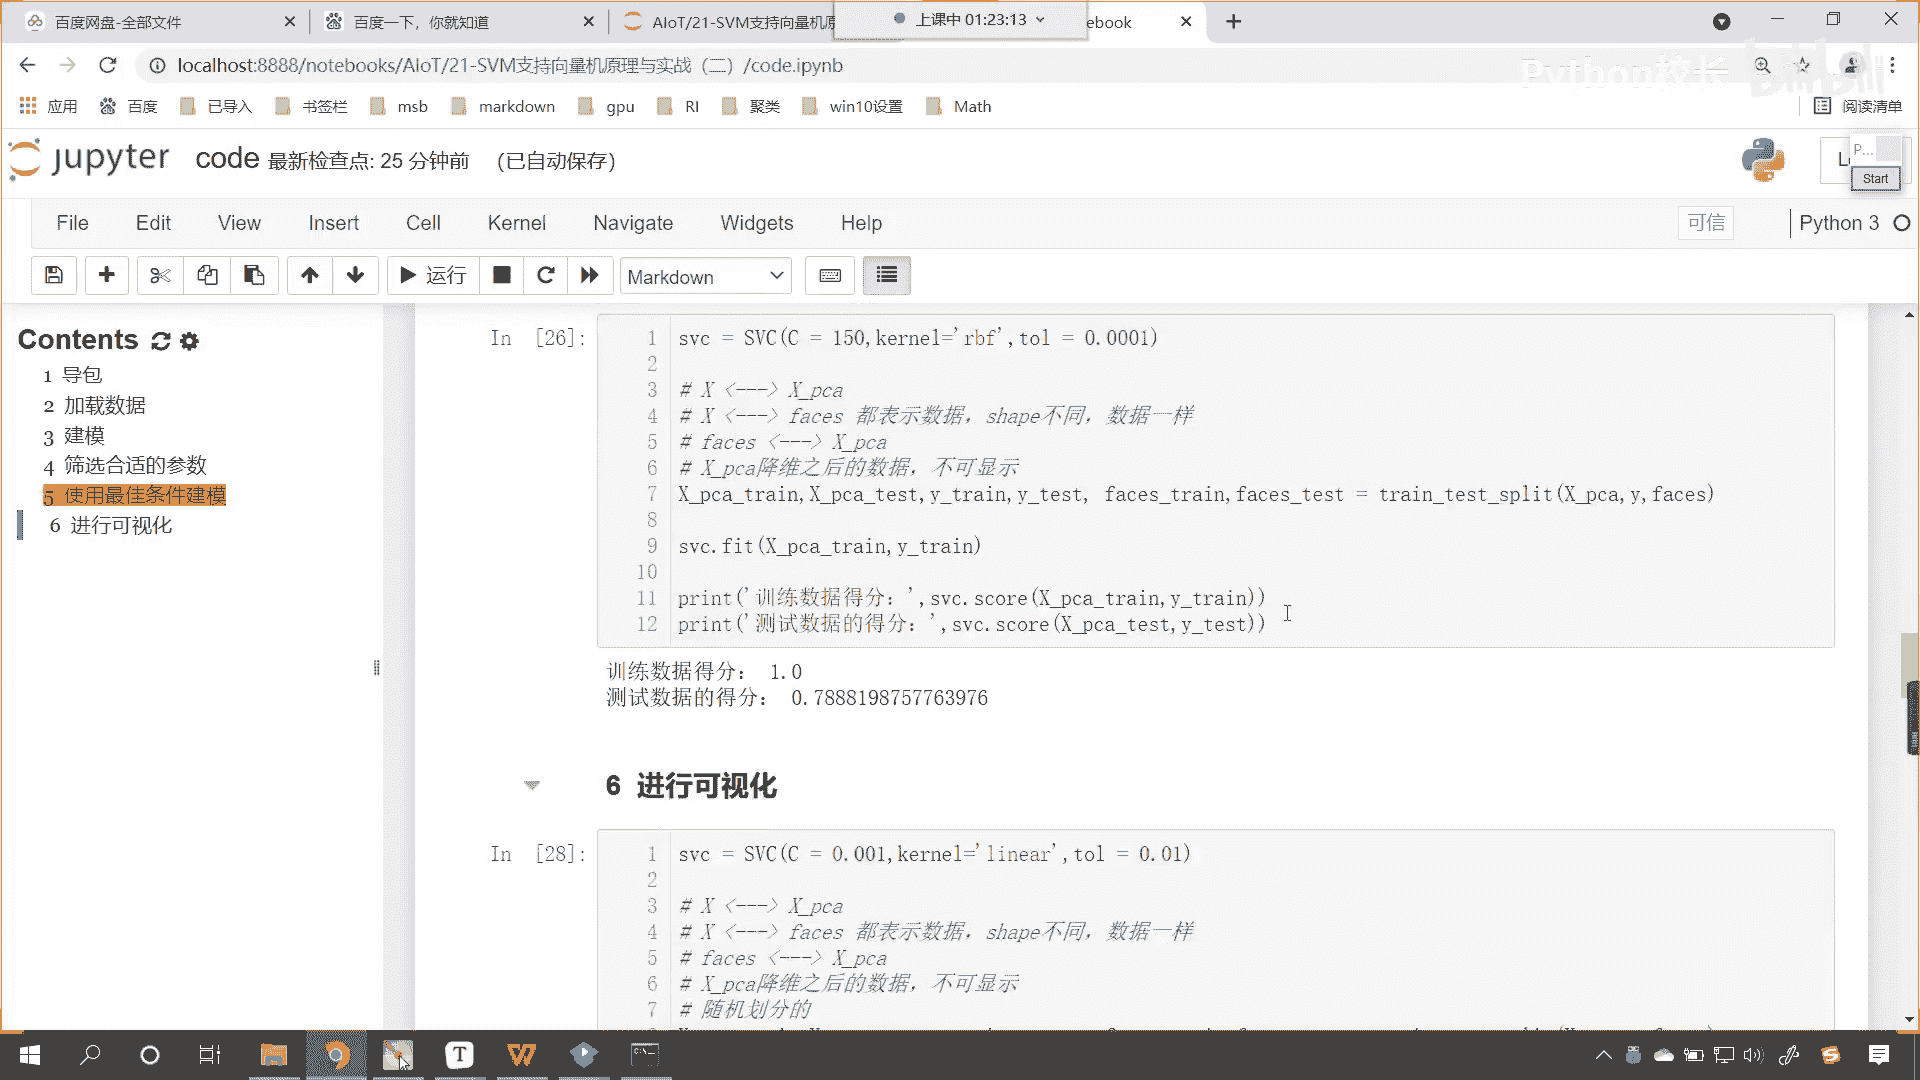 百度网盘-全部文件
百度一下，你就知道
AIoT/21-SVM支持向量机原
上课中 01:23:13
ebook
localhost:8888/notebooks/AIoT/21-SVM支持向量机原理与实战（二）/code.ipynb
Python校长
bilibili
应用
百度
已导入
书签栏
msb
markdown
gpu
RI
聚类
win10设置
Math
阅读清单
jupyter
code 最新检查点: 25 分钟前 (已自动保存)
P...
Start
File
Edit
View
Insert
Cell
Kernel
Navigate
Widgets
Help
可信
Python 3
运行
Markdown
Contents
1 导包
2 加载数据
3 建模
4 筛选合适的参数
5 使用最佳条件建模
6 进行可视化
In [26]:
1 svc = SVC(C = 150,kernel='rbf',tol = 0.0001)
2
3 # X <---> X_pca
4 # X <---> faces 都表示数据，shape不同，数据一样
5 # faces <---> X_pca
6 # X_pca降维之后的数据，不可显示
7 X_pca_train,X_pca_test,y_train,y_test, faces_train,faces_test = train_test_split(X_pca,y,faces)
8
9 svc.fit(X_pca_train,y_train)
10
11 print('训练数据得分：',svc.score(X_pca_train,y_train))
12 print('测试数据的得分：',svc.score(X_pca_test,y_test))
训练数据得分： 1.0
测试数据的得分： 0.7888198757763976
6 进行可视化
In [28]:
1 svc = SVC(C = 0.001,kernel='linear',tol = 0.01)
2
3 # X <---> X_pca
4 # X <---> faces 都表示数据，shape不同，数据一样
5 # faces <---> X_pca
6 # X_pca降维之后的数据，不可显示
7 # 随机划分的